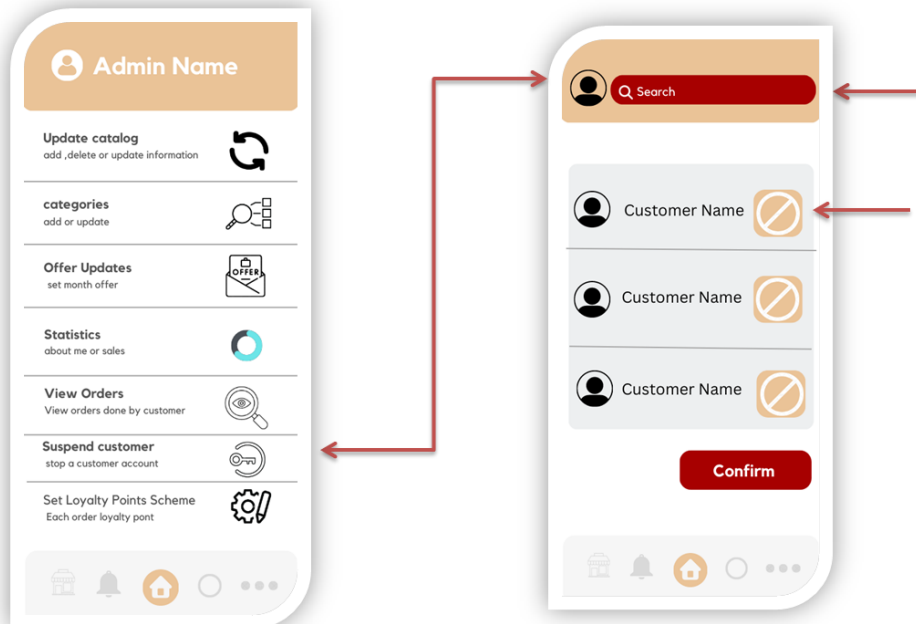 Admin Name
Update catalog
add ,delete or update information
categories
add or update
Offer Updates
set month offer
OFFER
Statistics
about me or sales
View Orders
View orders done by customer
Suspend customer
stop a customer account
Set Loyalty Points Scheme
Each order loyalty pont
Search
Customer Name
Customer Name
Customer Name
Confirm